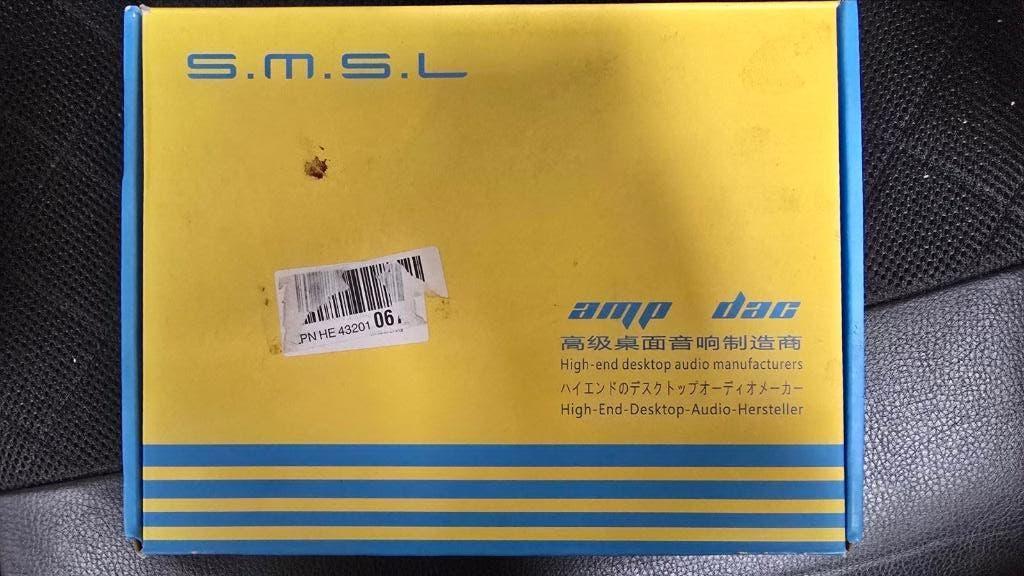 S.M.S.L
PN HE 43201 06
amp dac
高级桌面音响制造商
High-end desktop audio manufacturers
ハイエンドのデスクトップオーディオメーカー
High-End-Desktop-Audio-Hersteller